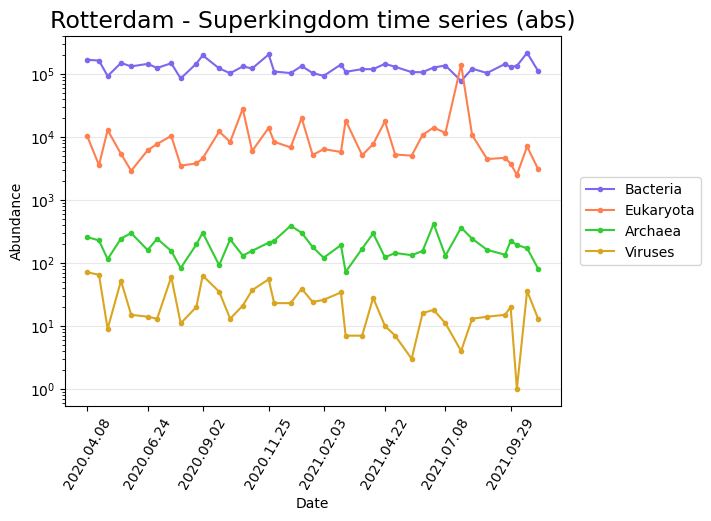 Rotterdam - Superkingdom time series (abs)
Abundance
10^5
10^4
10^3
10^2
10^1
10^0
2020.04.08
2020.06.24
2020.09.02
2020.11.25
2021.02.03
2021.04.22
2021.07.08
2021.09.29
Date
Bacteria
Eukaryota
Archaea
Viruses